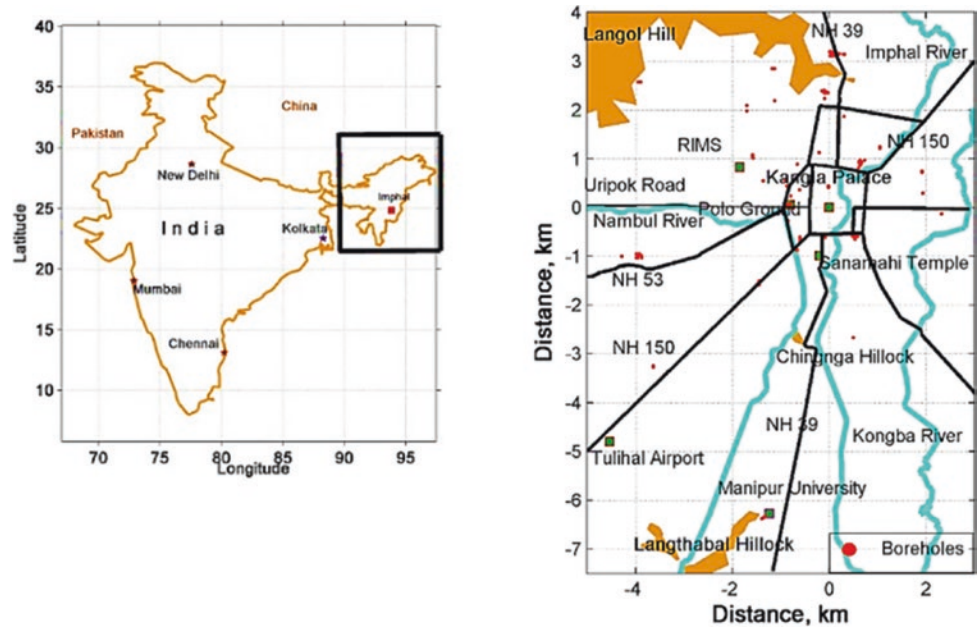 40
35
30
25
20
15
10
Latitude
China
Pakistan
New Delhi
Imphal
India
Kolkata
Mumbai
Chennai
70 75 80 85 90 95
Longitude
4
3
2
1
0
-1
-2
-3
-4
-5
-6
-7
Distance, km
Langol Hill
NH 39
Imphal River
RIMS
NH 150
Kangla Palace
Uripok Road
Polo Ground
Nambul River
Sanamahi Temple
NH 53
NH 150
Chingnga Hillock
NH 39
Kongba River
Tulihal Airport
Manipur University
Langthabal Hillock
Boreholes
-4 -2 0 2
Distance, km